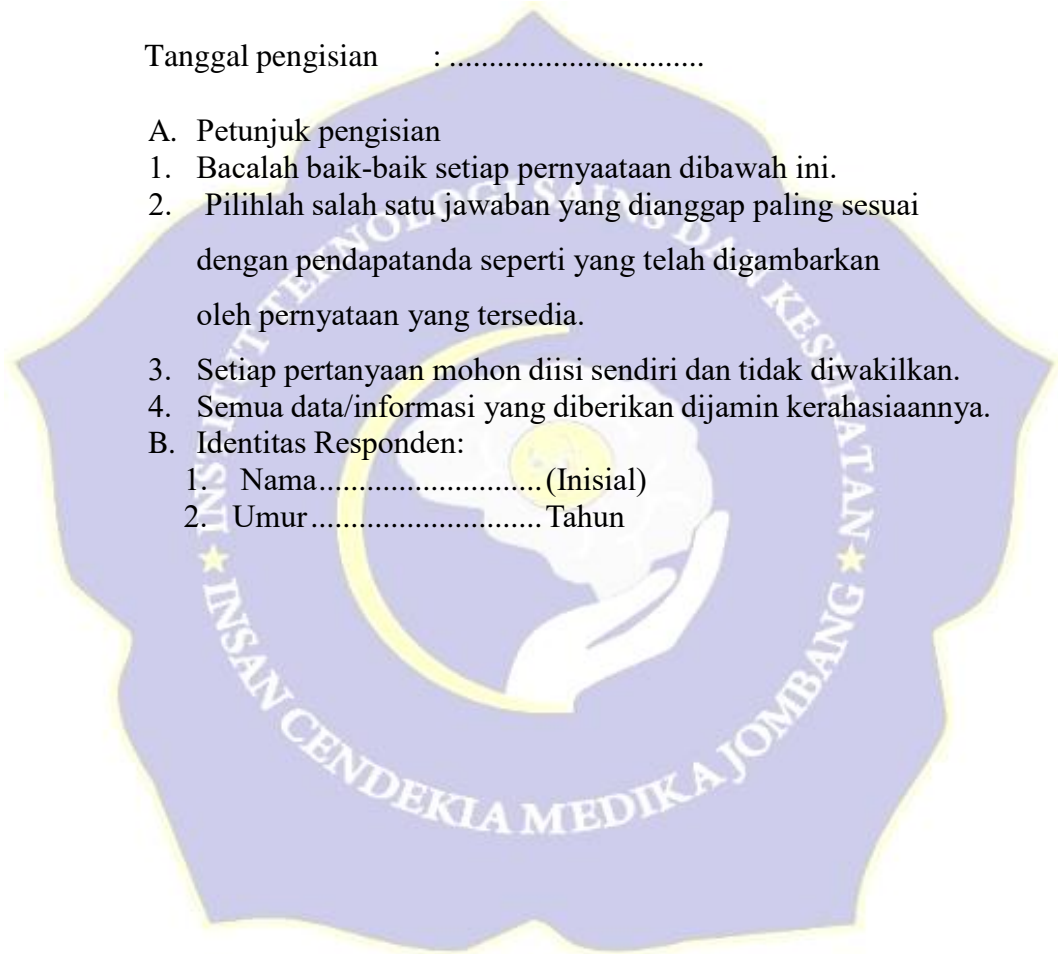 Tanggal pengisian : ................................
A. Petunjuk pengisian
1. Bacalah baik-baik setiap pernyaataan dibawah ini.
2. Pilihlah salah satu jawaban yang dianggap paling sesuai
dengan pendapatanda seperti yang telah digambarkan
oleh pernyataan yang tersedia.
3. Setiap pertanyaan mohon diisi sendiri dan tidak diwakilkan.
4. Semua data/informasi yang diberikan dijamin kerahasiaannya.
B. Identitas Responden:
1. Nama............................(Inisial)
2. Umur.............................Tahun
INSTITUT TEKNOLOGI SAINS DAN KESEHATAN
INSAN CENDEKIA MEDIKA JOMBANG